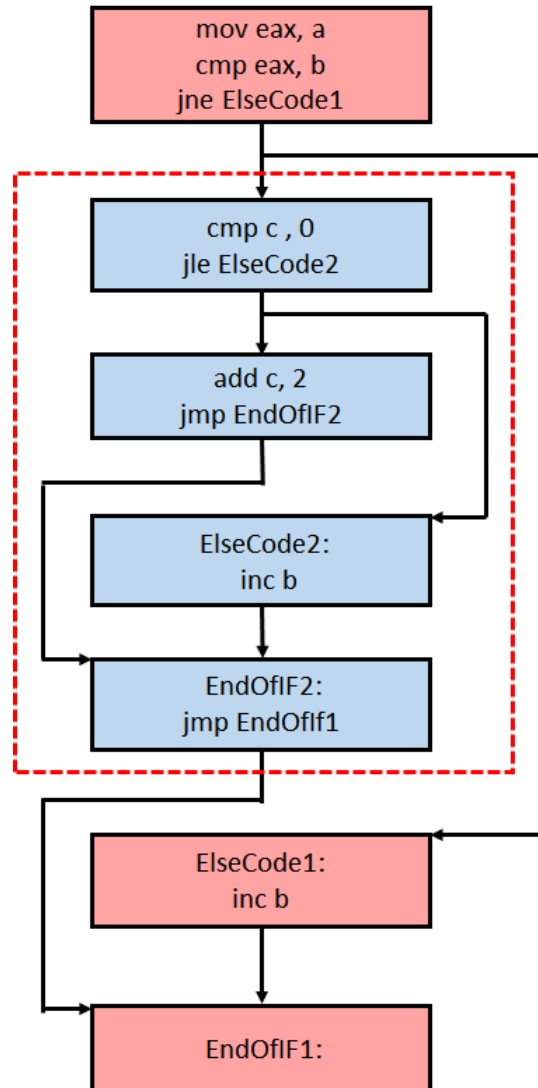 mov eax, a
cmp eax, b
jne ElseCode1
cmp c , 0
jle ElseCode2
add c, 2
jmp EndOfIF2
ElseCode2:
inc b
EndOfIF2:
jmp EndOfIf1
ElseCode1:
inc b
EndOfIF1: